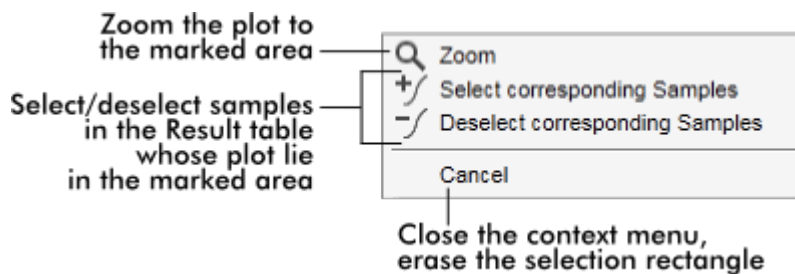 Zoom the plot to
the marked area
Zoom
Select corresponding Samples
Select/deselect samples
in the Result table
whose plot lie
in the marked area
Deselect corresponding Samples
Cancel
Close the context menu,
erase the selection rectangle